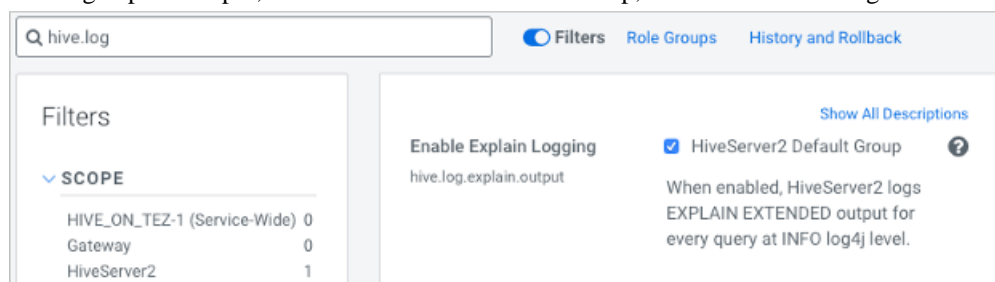 hive.log
Filters Role Groups History and Rollback
Filters
SCOPE
HIVE_ON_TEZ-1 (Service-Wide) 0
Gateway 0
HiveServer2 1
Show All Descriptions
Enable Explain Logging
hive.log.explain.output
HiveServer2 Default Group
When enabled, HiveServer2 logs
EXPLAIN EXTENDED output for
every query at INFO log4j level.